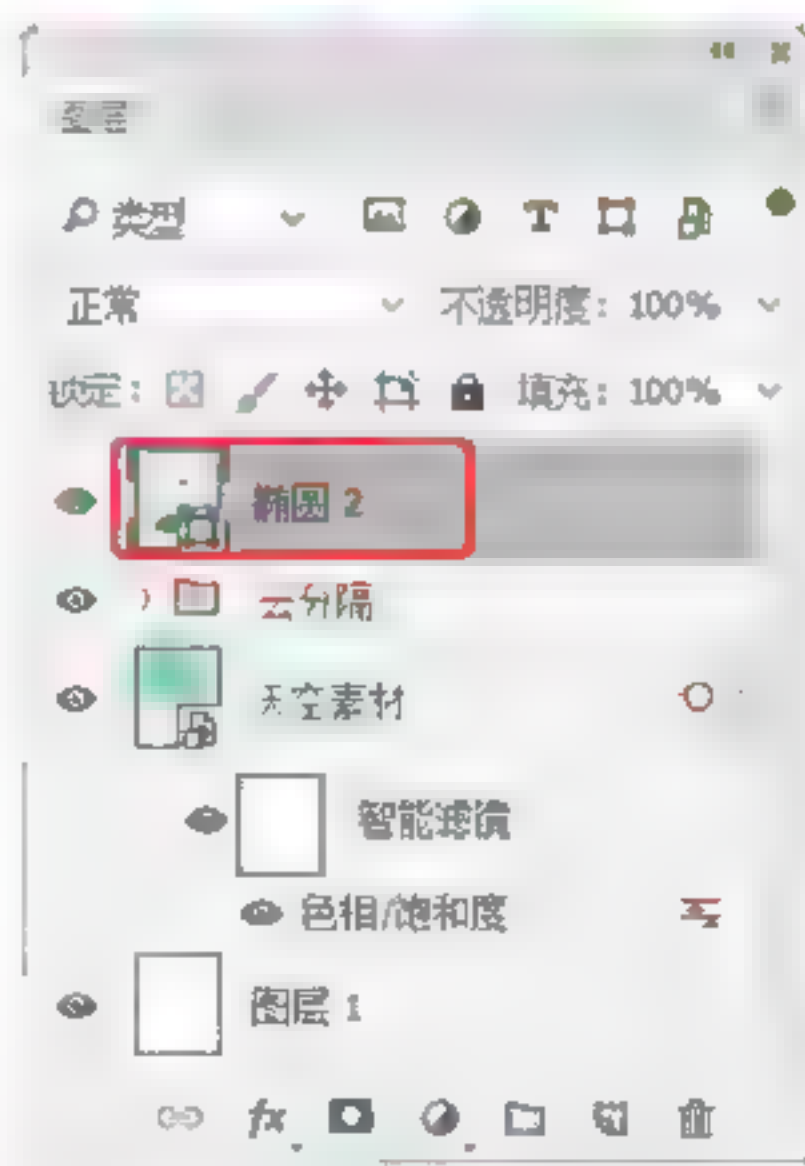 图层
类型
正常 不透明度: 100%
锁定: 填充: 100%
椭圆 2
云分隔
天空素材
智能滤镜
色相/饱和度
图层 1
fx